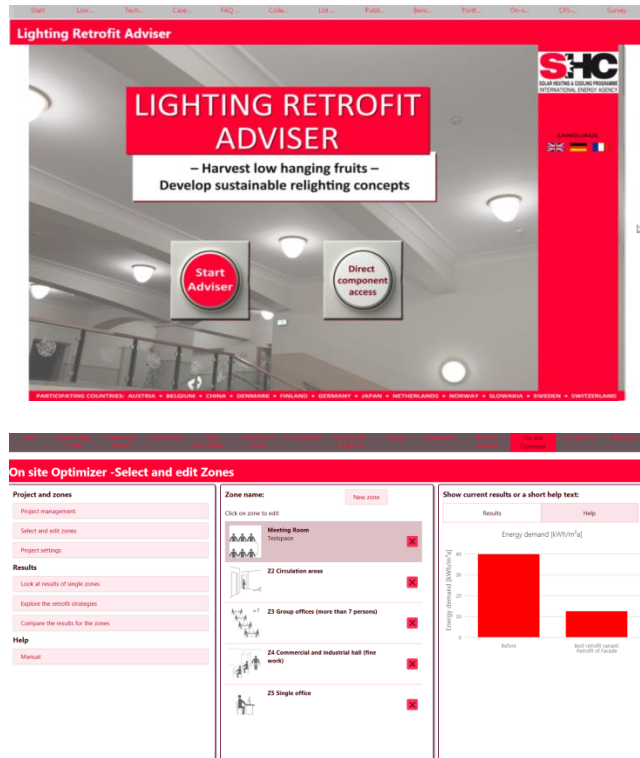 Start Low ... Tech... Case... FAQ ... Colle... Lot ... Publi... Benc... Portf... On-s... CFS-... Survey
Lighting Retrofit Adviser
SHC
SOLAR HEATING & COOLING PROGRAMME
INTERNATIONAL ENERGY AGENCY
LIGHTING RETROFIT
ADVISER
– Harvest low hanging fruits –
Develop sustainable relighting concepts
LANGUAGE
Start
Adviser
Direct
component
access
PARTICIPATING COUNTRIES: AUSTRIA • BELGIUM • CHINA • DENMARK • FINLAND • GERMANY • JAPAN • NETHERLANDS • NORWAY • SLOWAKIA • SWEDEN • SWITZERLAND
On-site
Optimizer
On site Optimizer -Select and edit Zones
Project and zones
Project management
Select and edit zones
Project settings
Results
Look at results of single zones
Explore the retrofit strategies
Compare the results for the zones
Help
Manual
Zone name:
New zone
Click on zone to edit
Meeting Room
Testspace
Z2 Circulation areas
Z3 Group offices (more than 7 persons)
Z4 Commercial and industrial hall (fine
work)
Z5 Single office
Show current results or a short help text:
Results Help
Energy demand [kWh/m²a]
Energy demand [kWh/m²a]
40
30
20
10
0
Before
Best retrofit variant
Retrofit of Facade